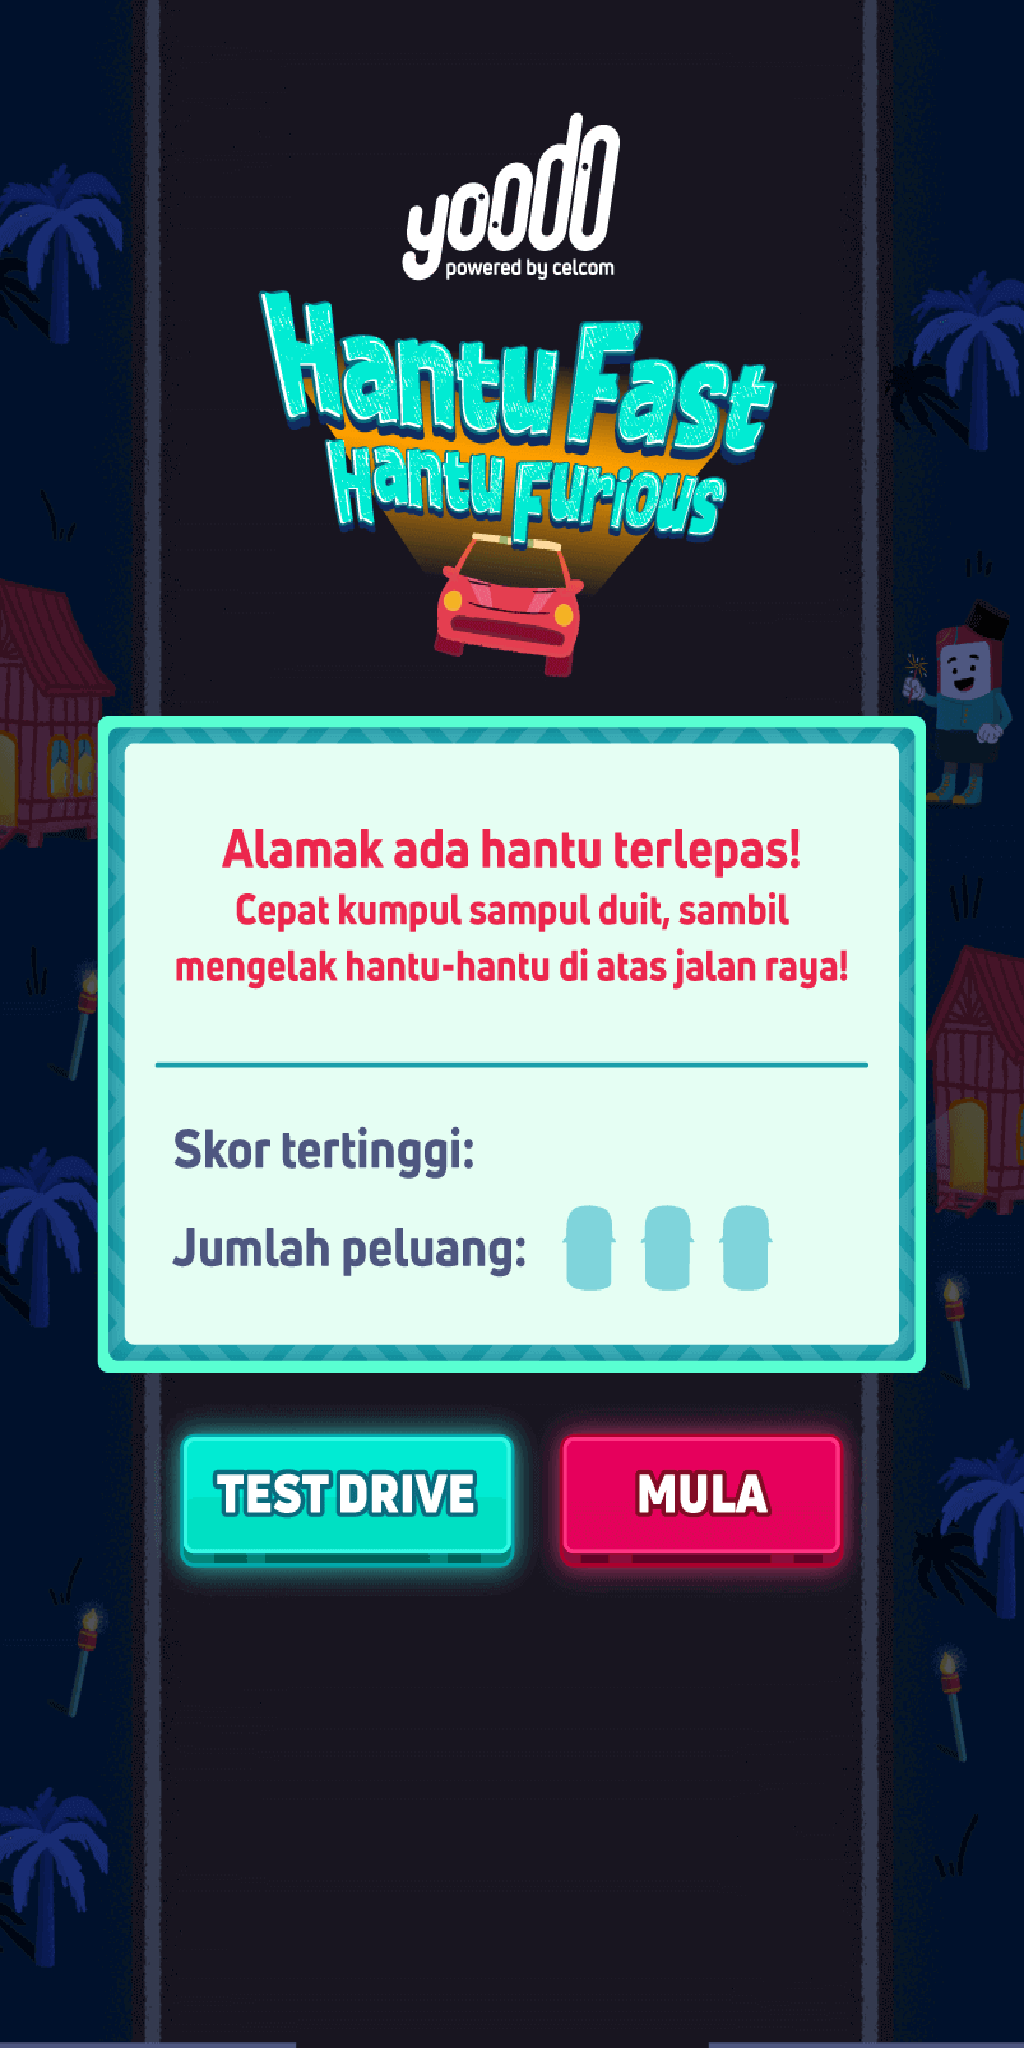 yoodo
powered by celcom
Hantu Fast
Hantu Furious
Alamak ada hantu terlepas!
Cepat kumpul sampul duit, sambil
mengelak hantu-hantu di atas jalan raya!
Skor tertinggi:
Jumlah peluang:
TEST DRIVE
MULA